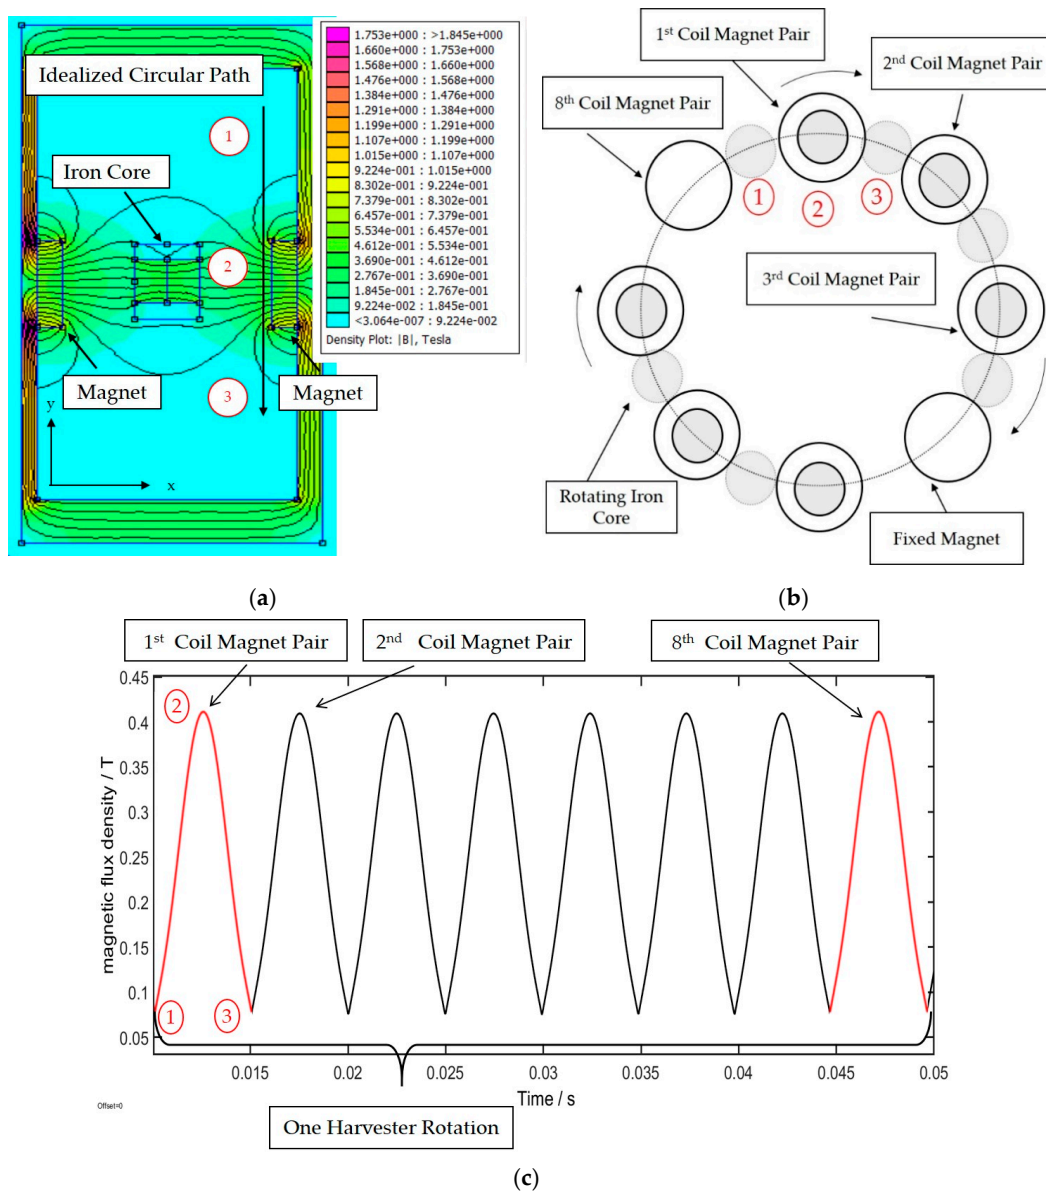 1.753e+000 : >1.845e+000
1.660e+000 : 1.753e+000
1.568e+000 : 1.660e+000
1.476e+000 : 1.568e+000
1.384e+000 : 1.476e+000
1.291e+000 : 1.384e+000
1.199e+000 : 1.291e+000
1.107e+000 : 1.199e+000
1.015e+000 : 1.107e+000
9.224e-001 : 1.015e+000
8.302e-001 : 9.224e-001
7.379e-001 : 8.302e-001
6.457e-001 : 7.379e-001
5.534e-001 : 6.457e-001
4.612e-001 : 5.534e-001
3.690e-001 : 4.612e-001
2.767e-001 : 3.690e-001
1.845e-001 : 2.767e-001
9.224e-002 : 1.845e-001
<3.064e-007 : 9.224e-002
Density Plot: |B|, Tesla
Idealized Circular Path
1
Iron Core
2
Magnet
3
Magnet
y
x
(a)
1st Coil Magnet Pair
2nd Coil Magnet Pair
8th Coil Magnet Pair
1
2
3
3rd Coil Magnet Pair
Rotating Iron
Core
Fixed Magnet
(b)
1st Coil Magnet Pair
2nd Coil Magnet Pair
8th Coil Magnet Pair
0.45
0.4
0.35
0.3
0.25
0.2
0.15
0.1
0.05
magnetic flux density / T
2
1
3
0.015
0.02
0.025
0.03
0.035
0.04
0.045
0.05
Time / s
Offset=0
One Harvester Rotation
(c)